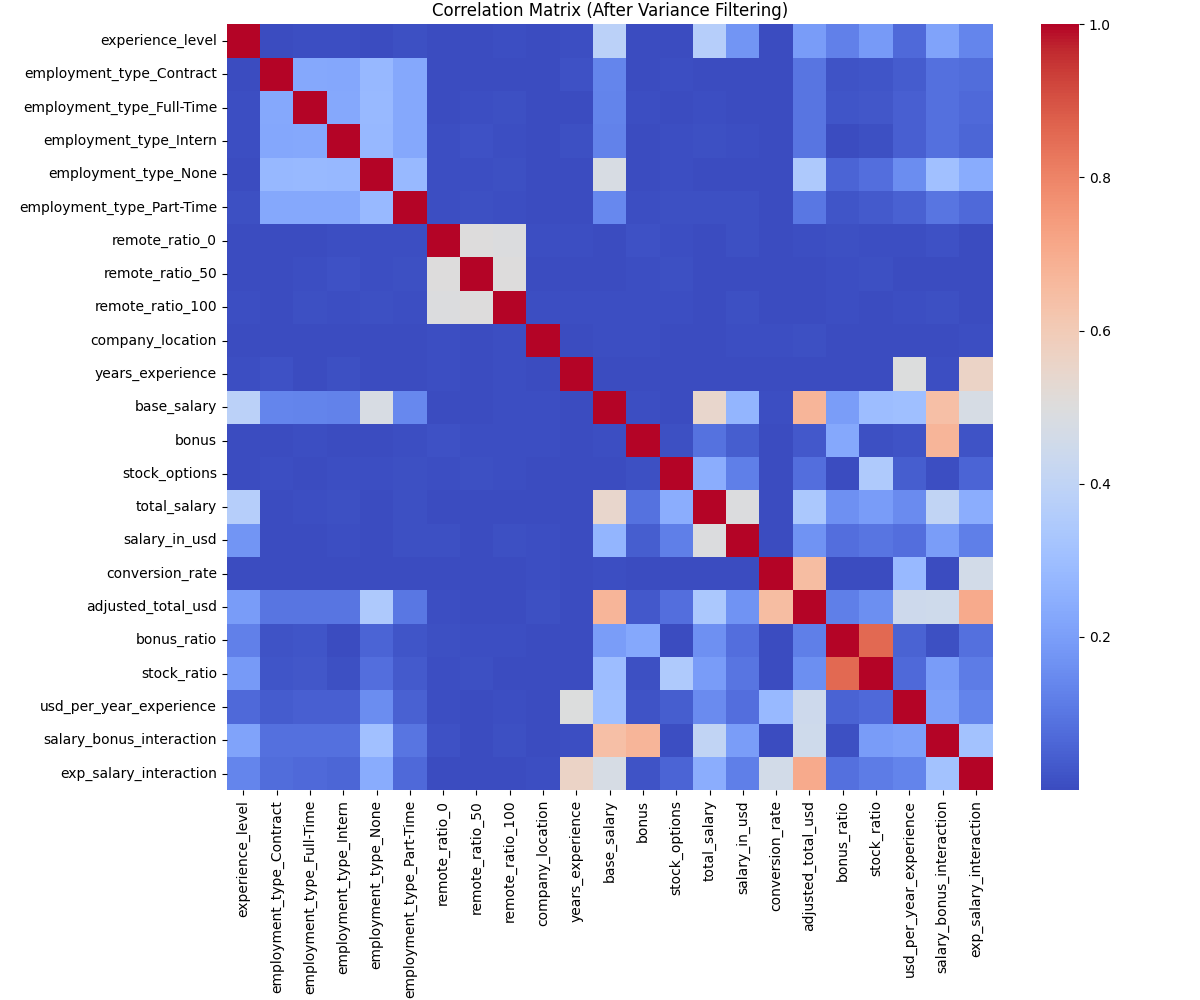 Correlation Matrix (After Variance Filtering)
experience_level
employment_type_Contract
employment_type_Full-Time
employment_type_Intern
employment_type_None
employment_type_Part-Time
remote_ratio_0
remote_ratio_50
remote_ratio_100
company_location
years_experience
base_salary
bonus
stock_options
total_salary
salary_in_usd
conversion_rate
adjusted_total_usd
bonus_ratio
stock_ratio
usd_per_year_experience
salary_bonus_interaction
exp_salary_interaction
experience_level
employment_type_Contract
employment_type_Full-Time
employment_type_Intern
employment_type_None
employment_type_Part-Time
remote_ratio_0
remote_ratio_50
remote_ratio_100
company_location
years_experience
base_salary
bonus
stock_options
total_salary
salary_in_usd
conversion_rate
adjusted_total_usd
bonus_ratio
stock_ratio
usd_per_year_experience
salary_bonus_interaction
exp_salary_interaction
1.0
0.8
0.6
0.4
0.2